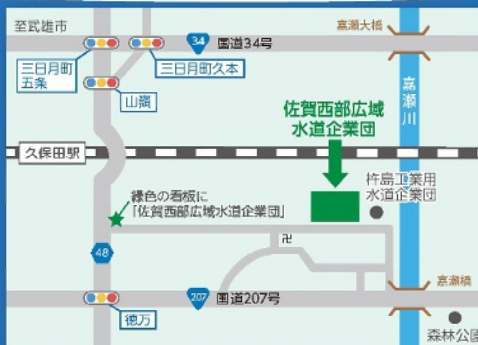 至武雄市
34
国道34号
嘉瀬大橋
三日月町
五条
三日月町久本
山嶺
嘉瀬川
佐賀西部広域
水道企業団
久保田駅
杵島工業用
水道企業団
緑色の看板に
「佐賀西部広域水道企業団」
卍
48
嘉瀬橋
207
国道207号
徳万
森林公園